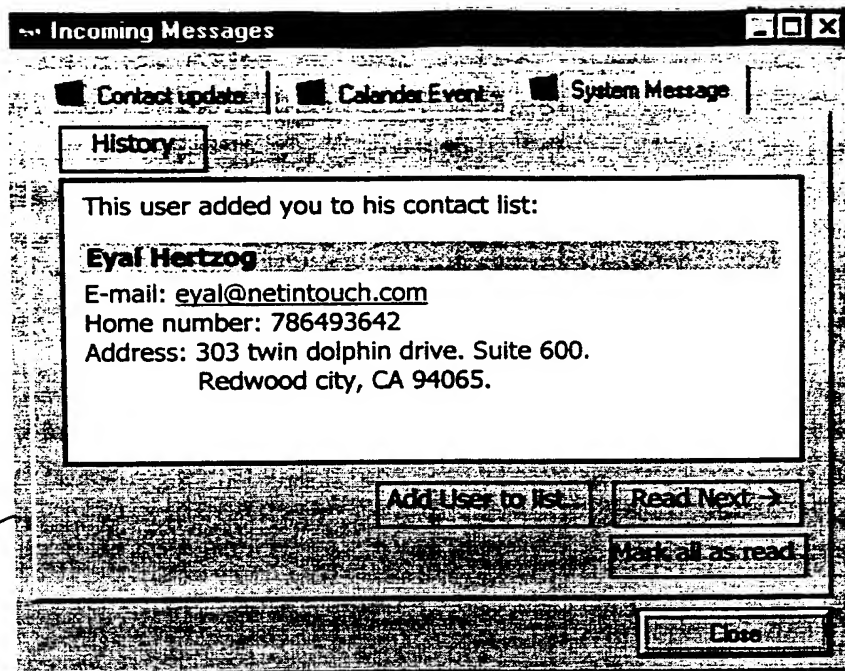 Incoming Messages
Contact update Calander Event System Message
History
This user added you to his contact list:
Eyal Hertzog
E-mail: eyal@netintouch.com
Home number: 786493642
Address: 303 twin dolphin drive. Suite 600.
Redwood city, CA 94065.
Add User to list Read Next →
Mark all as read
Close